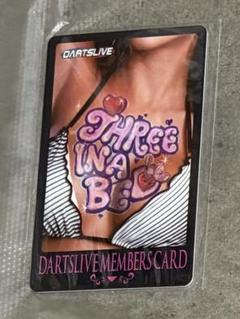 DARTSLIVE
THREE
IN A
BED
DARTSLIVE MEMBERS CARD